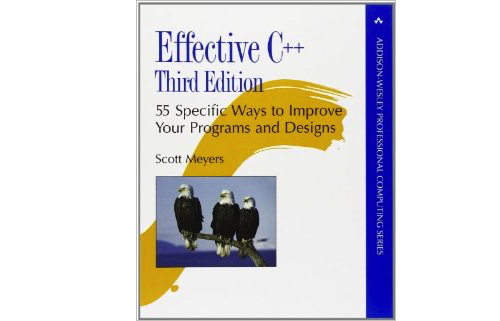 Effective C++
Third Edition
55 Specific Ways to Improve
Your Programs and Designs
Scott Meyers
ADDISON-WESLEY PROFESSIONAL COMPUTING SERIES